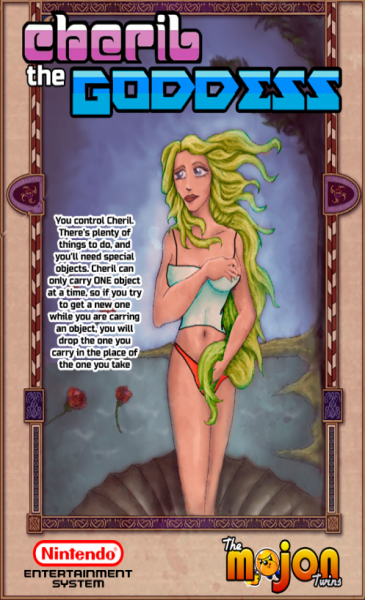 cheril
the GODDESS
You control Cheril.
There's plenty of
things to do, and
you'll need special
objects. Cheril can
only carry ONE object
at a time, so if you try
to get a new one
while you are carring
an object, you will
drop the one you
carry in the place of
the one you take
Nintendo
ENTERTAINMENT
SYSTEM
The
mojon
Twins